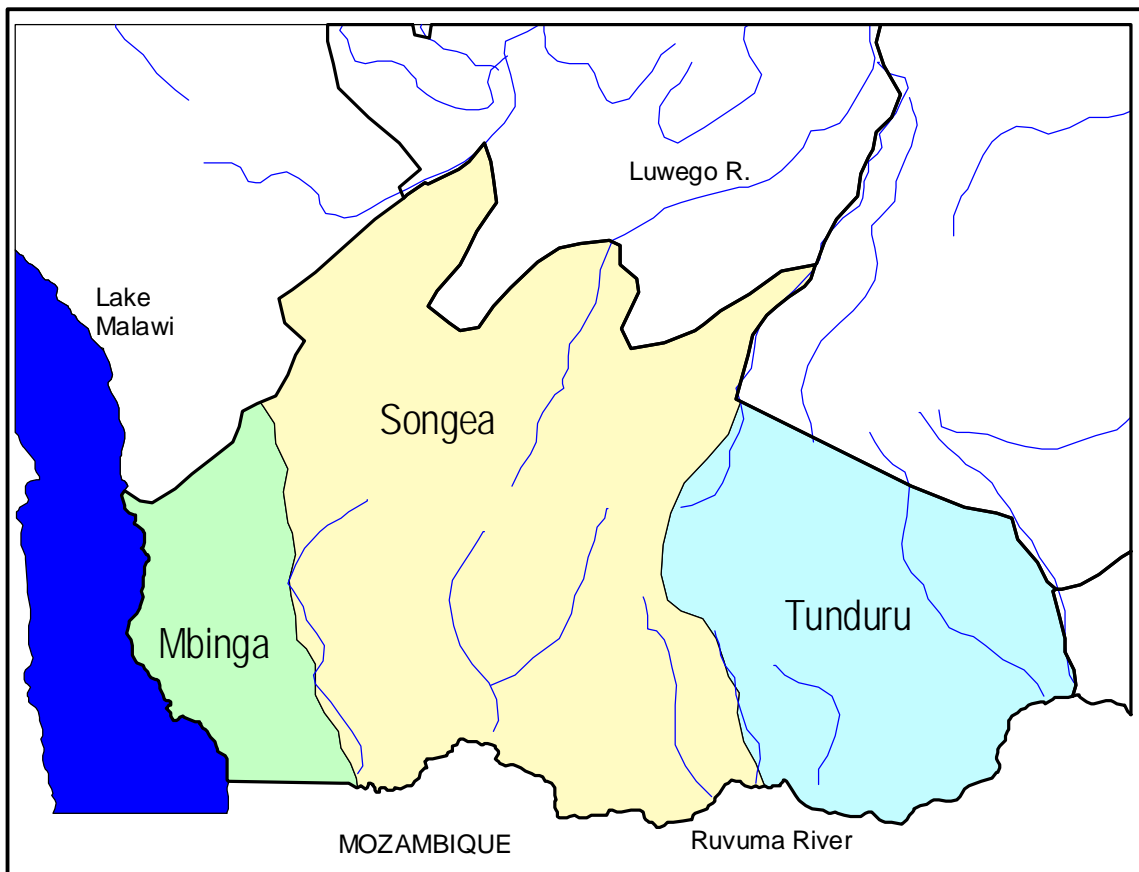 Luwego R.
Lake
Malawi
Songea
Mbinga
Tunduru
MOZAMBIQUE
Ruvuma River